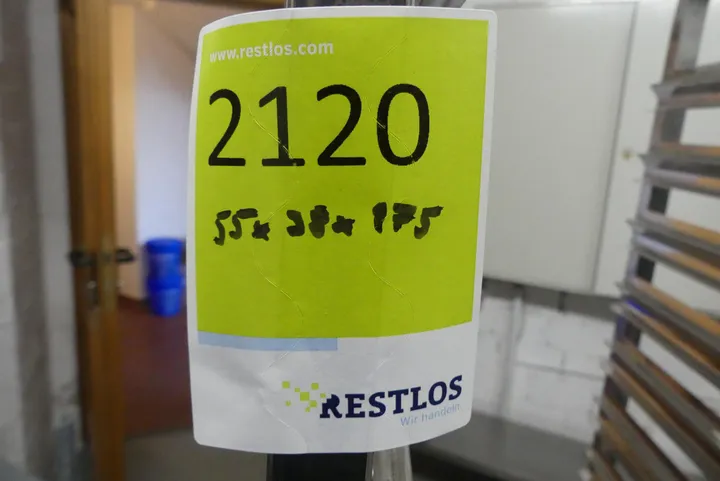 www.restlos.com
2120
55x 38x 175
RESTLOS
Wir handeln